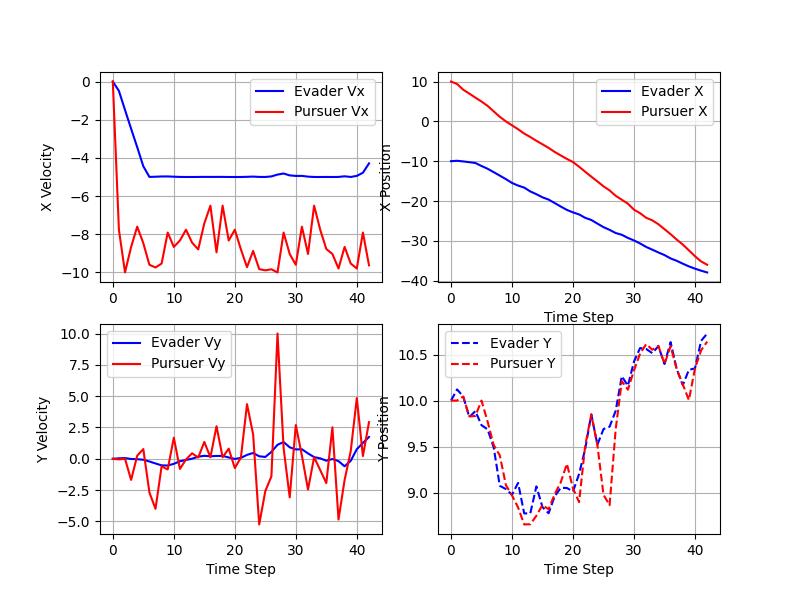 0
−2
−4
−6
−8
−10
X Velocity
0 10 20 30 40
Evader Vx
Pursuer Vx
10
0
−10
−20
−30
−40
X Position
0 10 20 30 40
Time Step
Evader X
Pursuer X
10.0
7.5
5.0
2.5
0.0
−2.5
−5.0
Y Velocity
0 10 20 30 40
Time Step
Evader Vy
Pursuer Vy
10.5
10.0
9.5
9.0
Y Position
0 10 20 30 40
Time Step
Evader Y
Pursuer Y